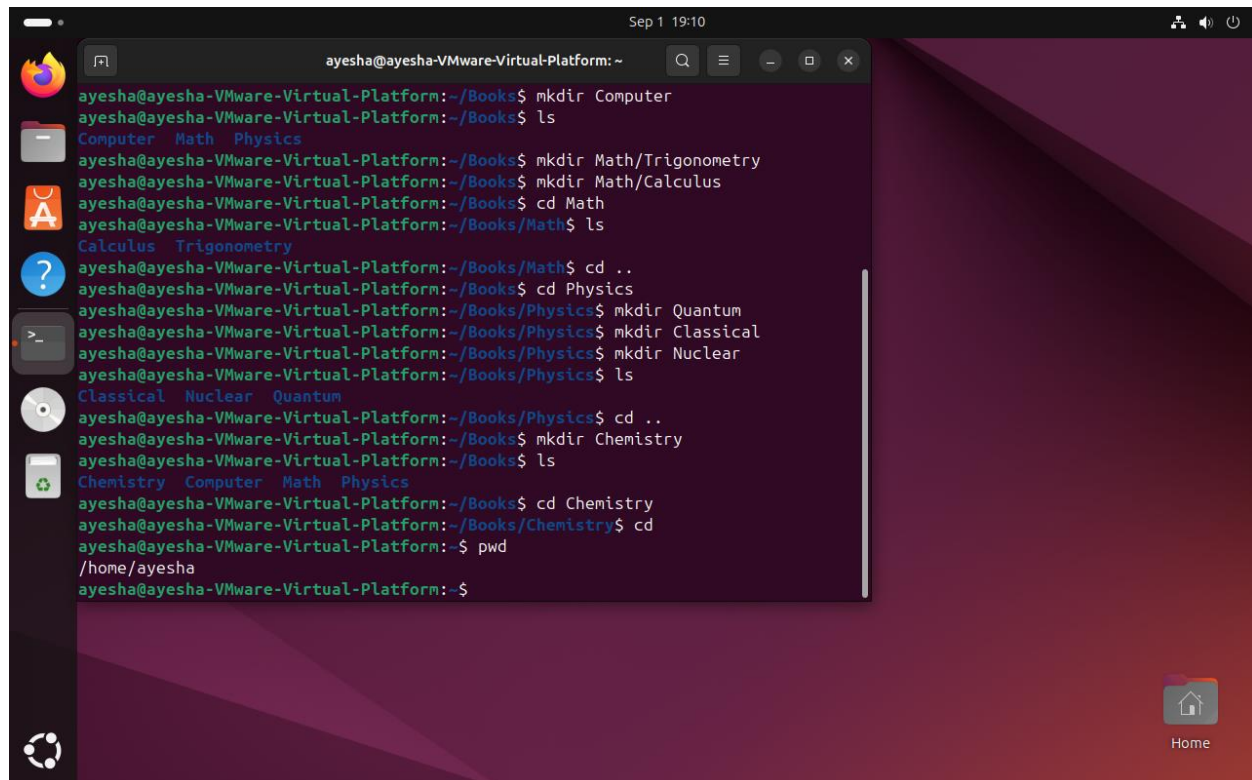 Sep 1 19:10
ayesha@ayesha-VMware-Virtual-Platform: ~
ayesha@ayesha-VMware-Virtual-Platform:~/Books$ mkdir Computer
ayesha@ayesha-VMware-Virtual-Platform:~/Books$ ls
Computer  Math  Physics
ayesha@ayesha-VMware-Virtual-Platform:~/Books$ mkdir Math/Trigonometry
ayesha@ayesha-VMware-Virtual-Platform:~/Books$ mkdir Math/Calculus
ayesha@ayesha-VMware-Virtual-Platform:~/Books$ cd Math
ayesha@ayesha-VMware-Virtual-Platform:~/Books/Math$ ls
Calculus  Trigonometry
ayesha@ayesha-VMware-Virtual-Platform:~/Books/Math$ cd ..
ayesha@ayesha-VMware-Virtual-Platform:~/Books$ cd Physics
ayesha@ayesha-VMware-Virtual-Platform:~/Books/Physics$ mkdir Quantum
ayesha@ayesha-VMware-Virtual-Platform:~/Books/Physics$ mkdir Classical
ayesha@ayesha-VMware-Virtual-Platform:~/Books/Physics$ mkdir Nuclear
ayesha@ayesha-VMware-Virtual-Platform:~/Books/Physics$ ls
Classical  Nuclear  Quantum
ayesha@ayesha-VMware-Virtual-Platform:~/Books/Physics$ cd ..
ayesha@ayesha-VMware-Virtual-Platform:~/Books$ mkdir Chemistry
ayesha@ayesha-VMware-Virtual-Platform:~/Books$ ls
Chemistry  Computer  Math  Physics
ayesha@ayesha-VMware-Virtual-Platform:~/Books$ cd Chemistry
ayesha@ayesha-VMware-Virtual-Platform:~/Books/Chemistry$ cd
ayesha@ayesha-VMware-Virtual-Platform:~$ pwd
/home/ayesha
ayesha@ayesha-VMware-Virtual-Platform:~$
Home